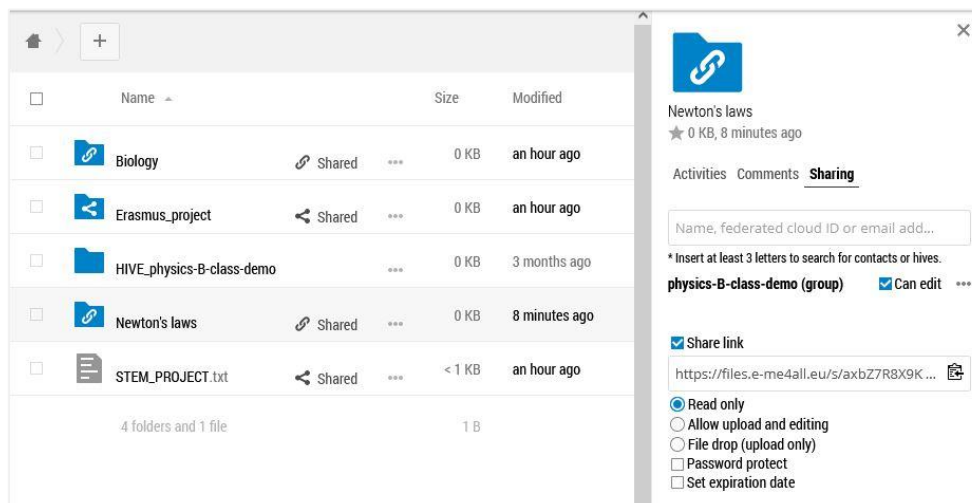 Name Size Modified
Biology Shared 0 KB an hour ago
Erasmus_project Shared 0 KB an hour ago
HIVE_physics-B-class-demo 0 KB 3 months ago
Newton's laws Shared 0 KB 8 minutes ago
STEM_PROJECT.txt Shared < 1 KB an hour ago
4 folders and 1 file 1 B
Newton's laws
0 KB, 8 minutes ago
Activities Comments Sharing
Name, federated cloud ID or email add...
* Insert at least 3 letters to search for contacts or hives.
physics-B-class-demo (group) Can edit
Share link
https://files.e-me4all.eu/s/axbZ7R8X9K ...
Read only
Allow upload and editing
File drop (upload only)
Password protect
Set expiration date